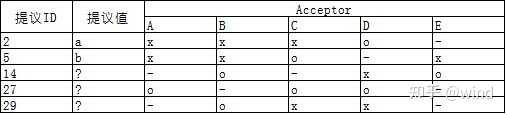 提议ID 提议值 Acceptor
A B C D E
2 a x x x o -
5 b x x o - x
14 ? - o - x o
27 ? o - o o -
29 ? - o x x -
知乎 @wind